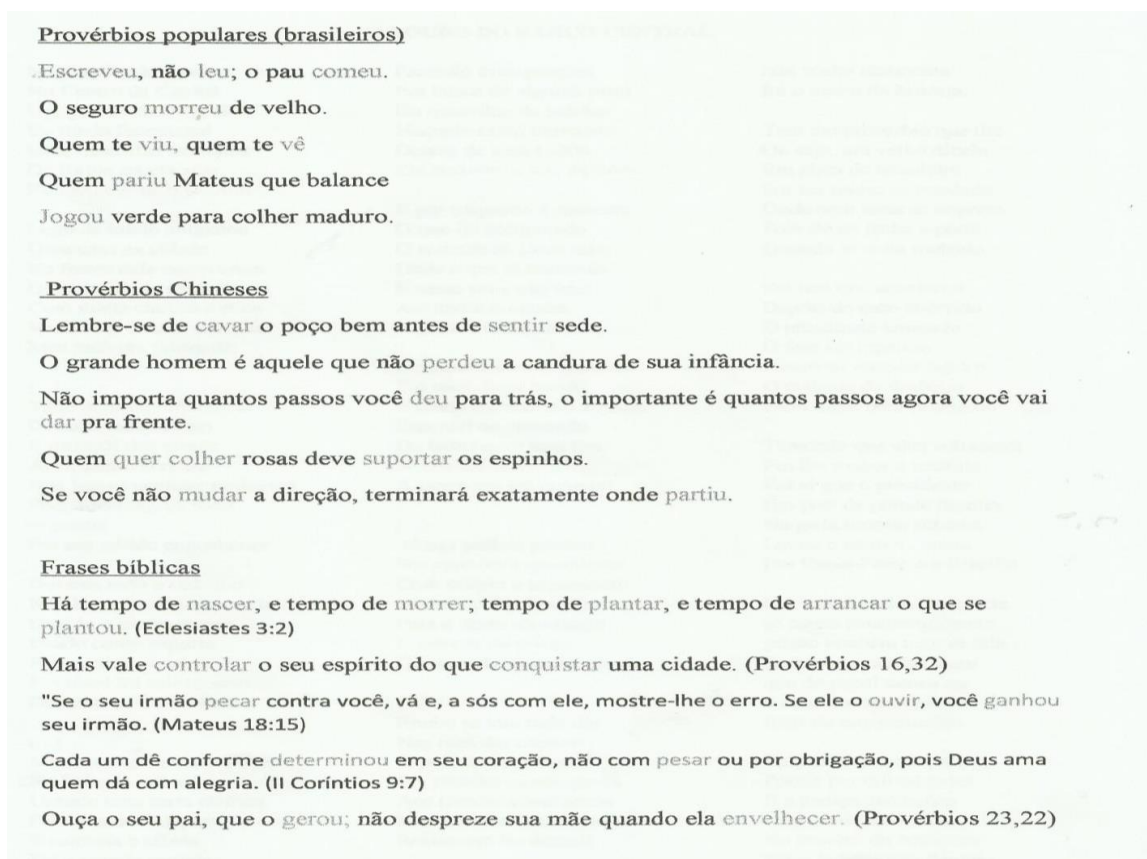 Provérbios populares (brasileiros)
.Escreveu, não leu; o pau comeu.
O seguro morreu de velho.
Quem te viu, quem te vê
Quem pariu Mateus que balance
Jogou verde para colher maduro.
Provérbios Chineses
Lembre-se de cavar o poço bem antes de sentir sede.
O grande homem é aquele que não perdeu a candura de sua infância.
Não importa quantos passos você deu para trás, o importante é quantos passos agora você vai
dar pra frente.
Quem quer colher rosas deve suportar os espinhos.
Se você não mudar a direção, terminará exatamente onde partiu.
Frases bíblicas
Há tempo de nascer, e tempo de morrer; tempo de plantar, e tempo de arrancar o que se
plantou. (Eclesiastes 3:2)
Mais vale controlar o seu espírito do que conquistar uma cidade. (Provérbios 16,32)
"Se o seu irmão pecar contra você, vá e, a sós com ele, mostre-lhe o erro. Se ele o ouvir, você ganhou
seu irmão. (Mateus 18:15)
Cada um dê conforme determinou em seu coração, não com pesar ou por obrigação, pois Deus ama
quem dá com alegria. (II Coríntios 9:7)
Ouça o seu pai, que o gerou; não despreze sua mãe quando ela envelhecer. (Provérbios 23,22)